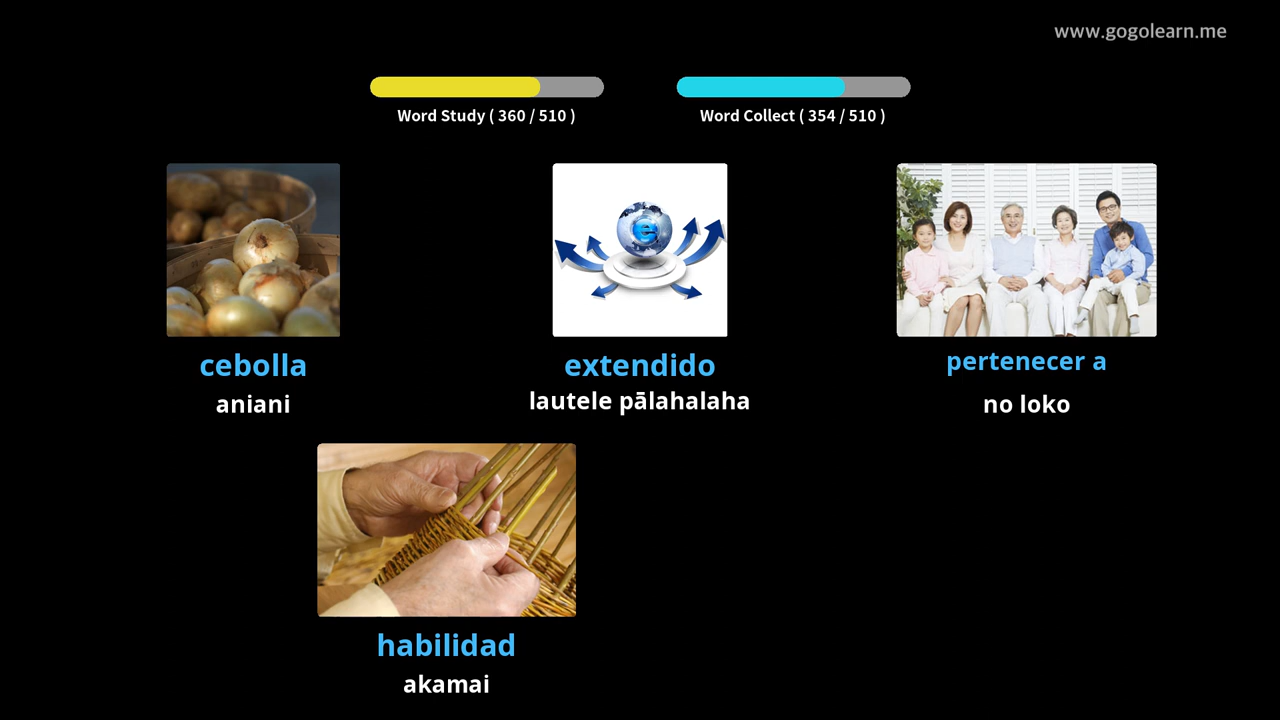 www.gogolearn.me
Word Study ( 360 / 510 )
Word Collect ( 354 / 510 )
e
cebolla
aniani
extendido
lautele pālahalaha
pertenecer a
no loko
habilidad
akamai